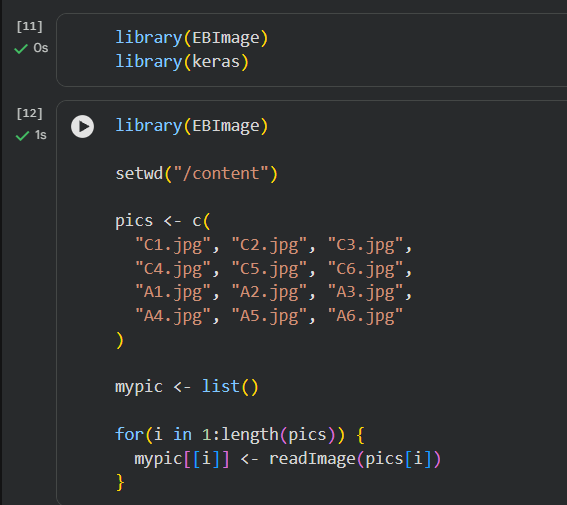 [11]
0s
library(EBImage)
library(keras)
[12]
1s
library(EBImage)
setwd("/content")
pics <- c(
"C1.jpg", "C2.jpg", "C3.jpg",
"C4.jpg", "C5.jpg", "C6.jpg",
"A1.jpg", "A2.jpg", "A3.jpg",
"A4.jpg", "A5.jpg", "A6.jpg"
)
mypic <- list()
for(i in 1:length(pics)) {
mypic[[i]] <- readImage(pics[i])
}